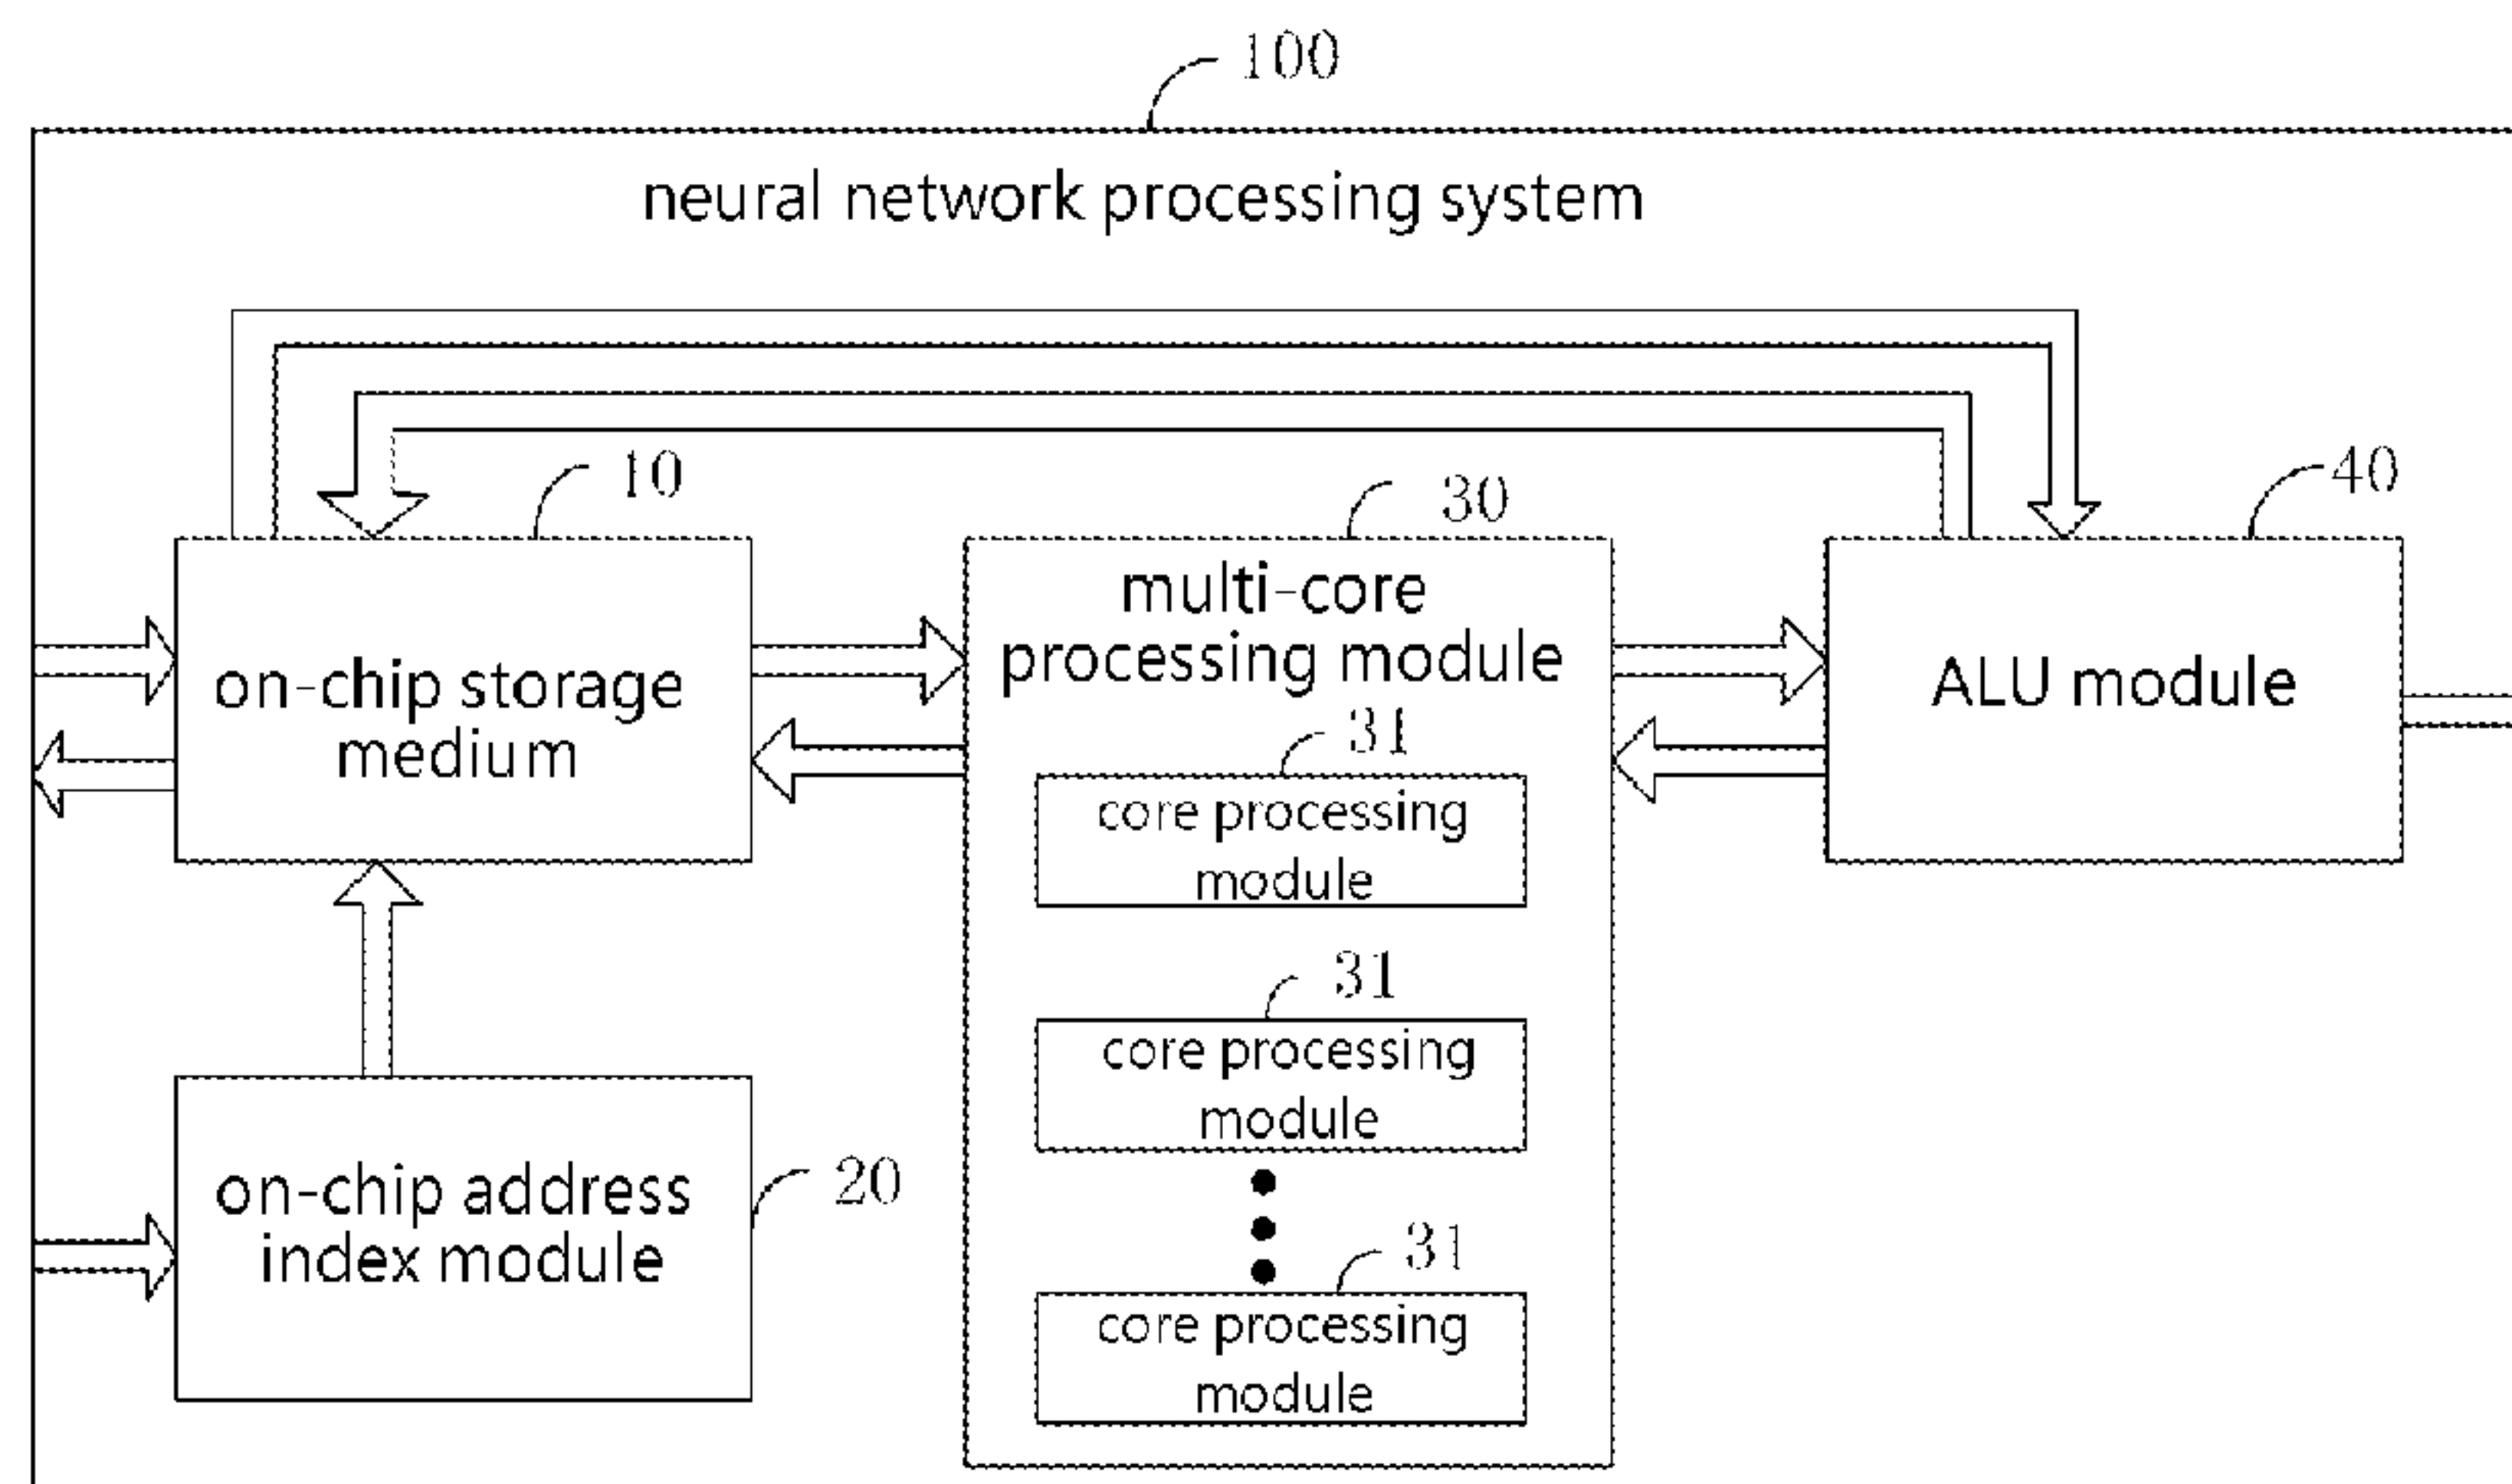 100
neural network processing system
10
30
40
multi-core
processing module
on-chip storage
medium
ALU module
31
core processing
module
31
core processing
module
on-chip address
index module
20
31
core processing
module